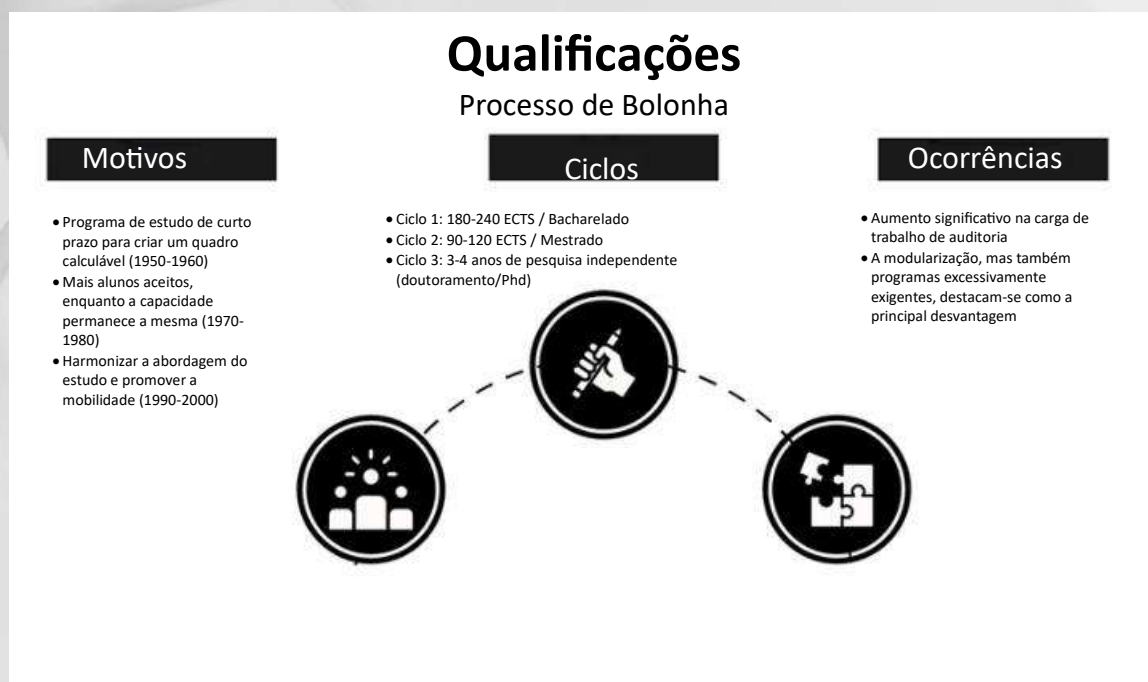 Qualificações
Processo de Bolonha
Motivos
• Programa de estudo de curto
prazo para criar um quadro
calculável (1950-1960)
• Mais alunos aceitos,
enquanto a capacidade
permanece a mesma (1970-
1980)
• Harmonizar a abordagem do
estudo e promover a
mobilidade (1990-2000)
Ciclos
• Ciclo 1: 180-240 ECTS / Bacharelado
• Ciclo 2: 90-120 ECTS / Mestrado
• Ciclo 3: 3-4 anos de pesquisa independente
(doutoramento/Phd)
Ocorrências
• Aumento significativo na carga de
trabalho de auditoria
• A modularização, mas também
programas excessivamente
exigentes, destacam-se como a
principal desvantagem